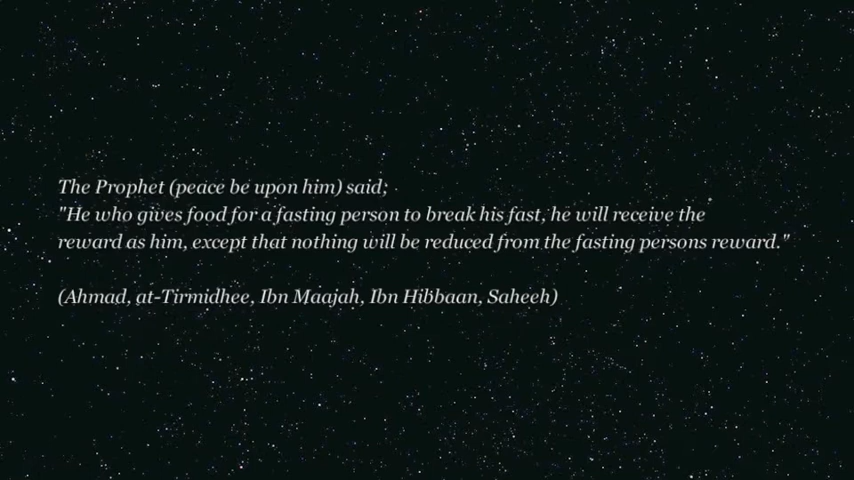 The Prophet (peace be upon him) said;
"He who gives food for a fasting person to break his fast, he will receive the
reward as him, except that nothing will be reduced from the fasting persons reward."
(Ahmad, at-Tirmidhee, Ibn Maajah, Ibn Hibbaan, Saheeh)